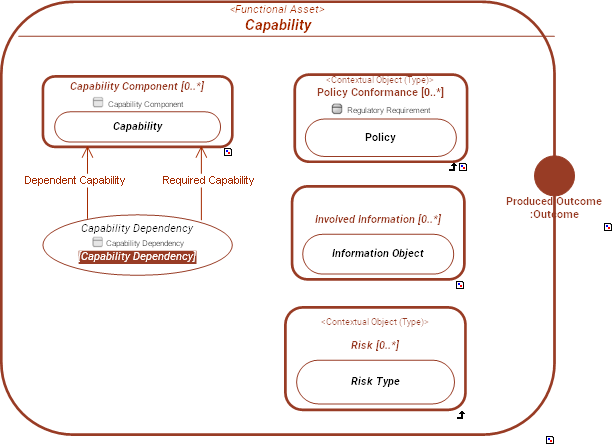 <Functional Asset>
Capability
Capability Component [0..*]
Capability Component
Capability
Dependent Capability
Required Capability
Capability Dependency
Capability Dependency
[Capability Dependency]
<Contextual Object (Type)>
Policy Conformance [0..*]
Regulatory Requirement
Policy
Involved Information [0..*]
Information Object
<Contextual Object (Type)>
Risk [0..*]
Risk Type
Produced Outcome
:Outcome